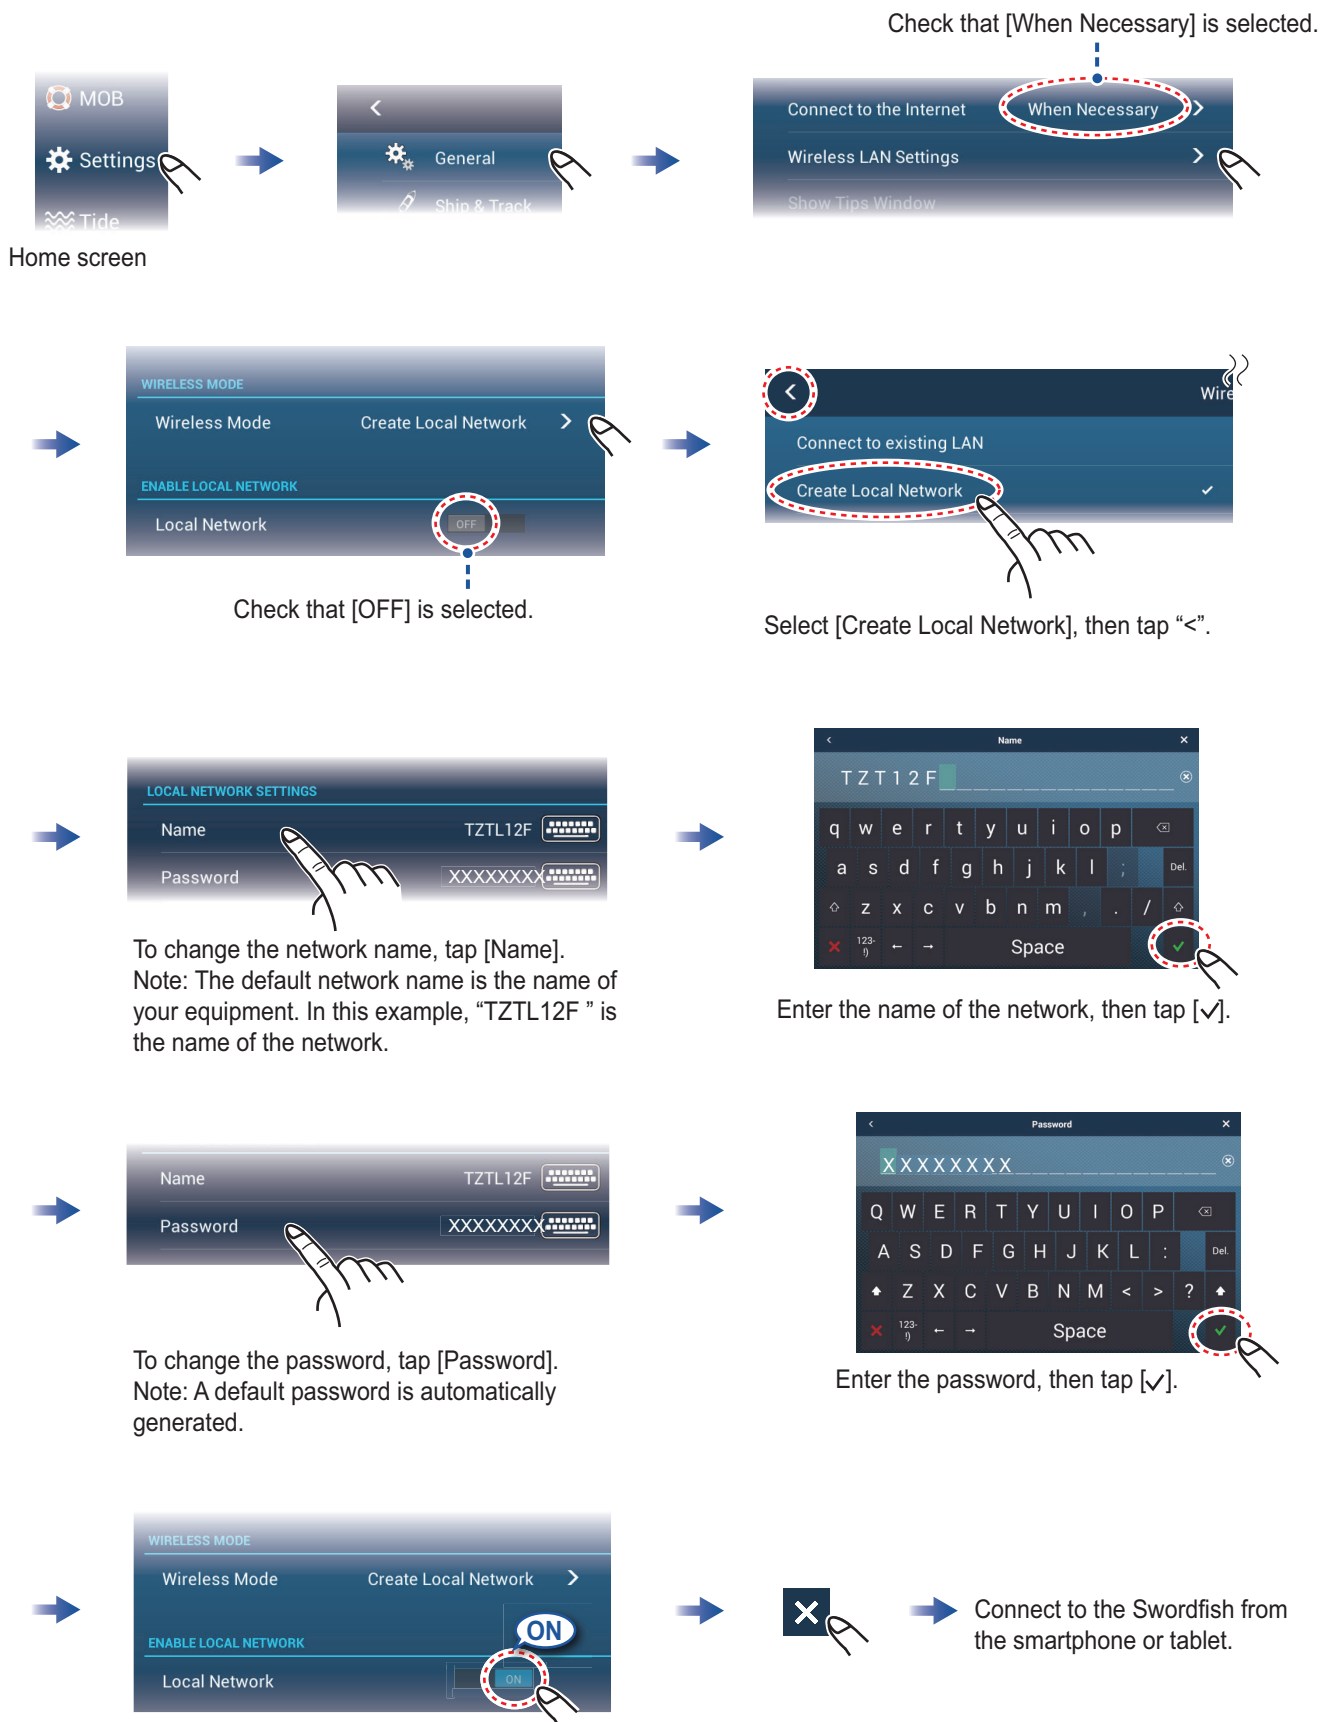 Check that [When Necessary] is selected.
MOB
Settings
Tide
Home screen
<
General
Ship & Track
Connect to the Internet When Necessary >
Wireless LAN Settings >
Show Tips Window
WIRELESS MODE
Wireless Mode Create Local Network >
ENABLE LOCAL NETWORK
Local Network OFF
Check that [OFF] is selected.
< Wire
Connect to existing LAN
Create Local Network ✓
Select [Create Local Network], then tap “<”.
LOCAL NETWORK SETTINGS
Name TZTL12F
Password XXXXXXXX
To change the network name, tap [Name].
Note: The default network name is the name of
your equipment. In this example, “TZTL12F ” is
the name of the network.
< Name ×
TZT12F
q w e r t y u i o p
a s d f g h j k l ; Del.
z x c v b n m , . /
× 123-!) ← → Space ✓
Enter the name of the network, then tap [✓].
Name TZTL12F
Password XXXXXXXX
To change the password, tap [Password].
Note: A default password is automatically
generated.
< Password ×
XXXXXXXX
Q W E R T Y U I O P
A S D F G H J K L : Del.
Z X C V B N M < > ?
× 123-!) ← → Space ✓
Enter the password, then tap [✓].
WIRELESS MODE
Wireless Mode Create Local Network >
ON
ENABLE LOCAL NETWORK
Local Network ON
Connect to the Swordfish from
the smartphone or tablet.